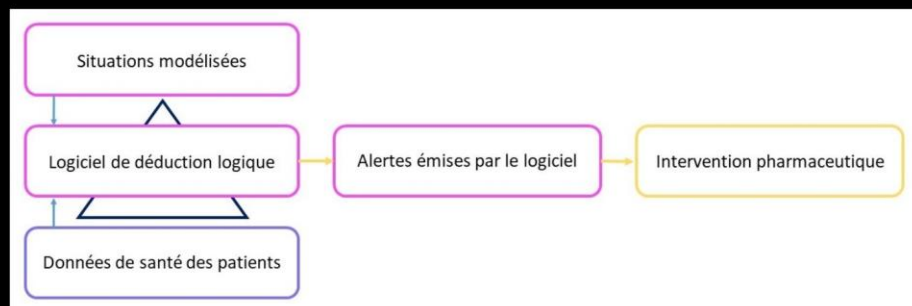 Situations modélisées
Logiciel de déduction logique
Alertes émises par le logiciel
Intervention pharmaceutique
Données de santé des patients